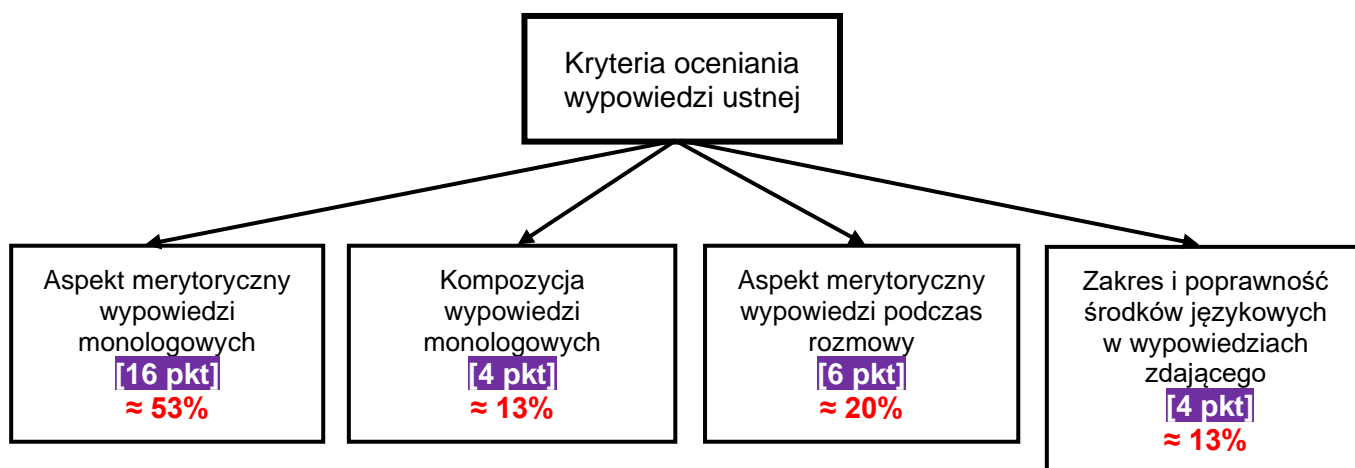 Kryteria oceniania
wypowiedzi ustnej
Aspekt merytoryczny
wypowiedzi
monologowych
[16 pkt]
≈ 53%
Kompozycja
wypowiedzi
monologowych
[4 pkt]
≈ 13%
Aspekt merytoryczny
wypowiedzi podczas
rozmowy
[6 pkt]
≈ 20%
Zakres i poprawność
środków językowych
w wypowiedziach
zdającego
[4 pkt]
≈ 13%